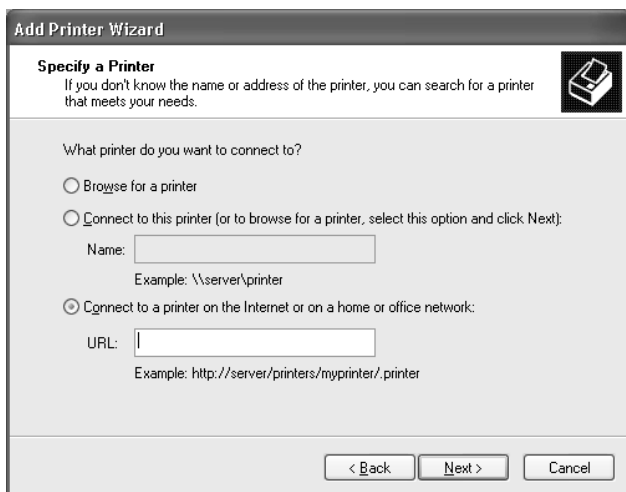 Add Printer Wizard
Specify a Printer
If you don't know the name or address of the printer, you can search for a printer
that meets your needs.
What printer do you want to connect to?
Browse for a printer
Connect to this printer (or to browse for a printer, select this option and click Next):
Name:
Example: \\server\printer
Connect to a printer on the Internet or on a home or office network:
URL:
Example: http://server/printers/myprinter/.printer
< Back Next > Cancel